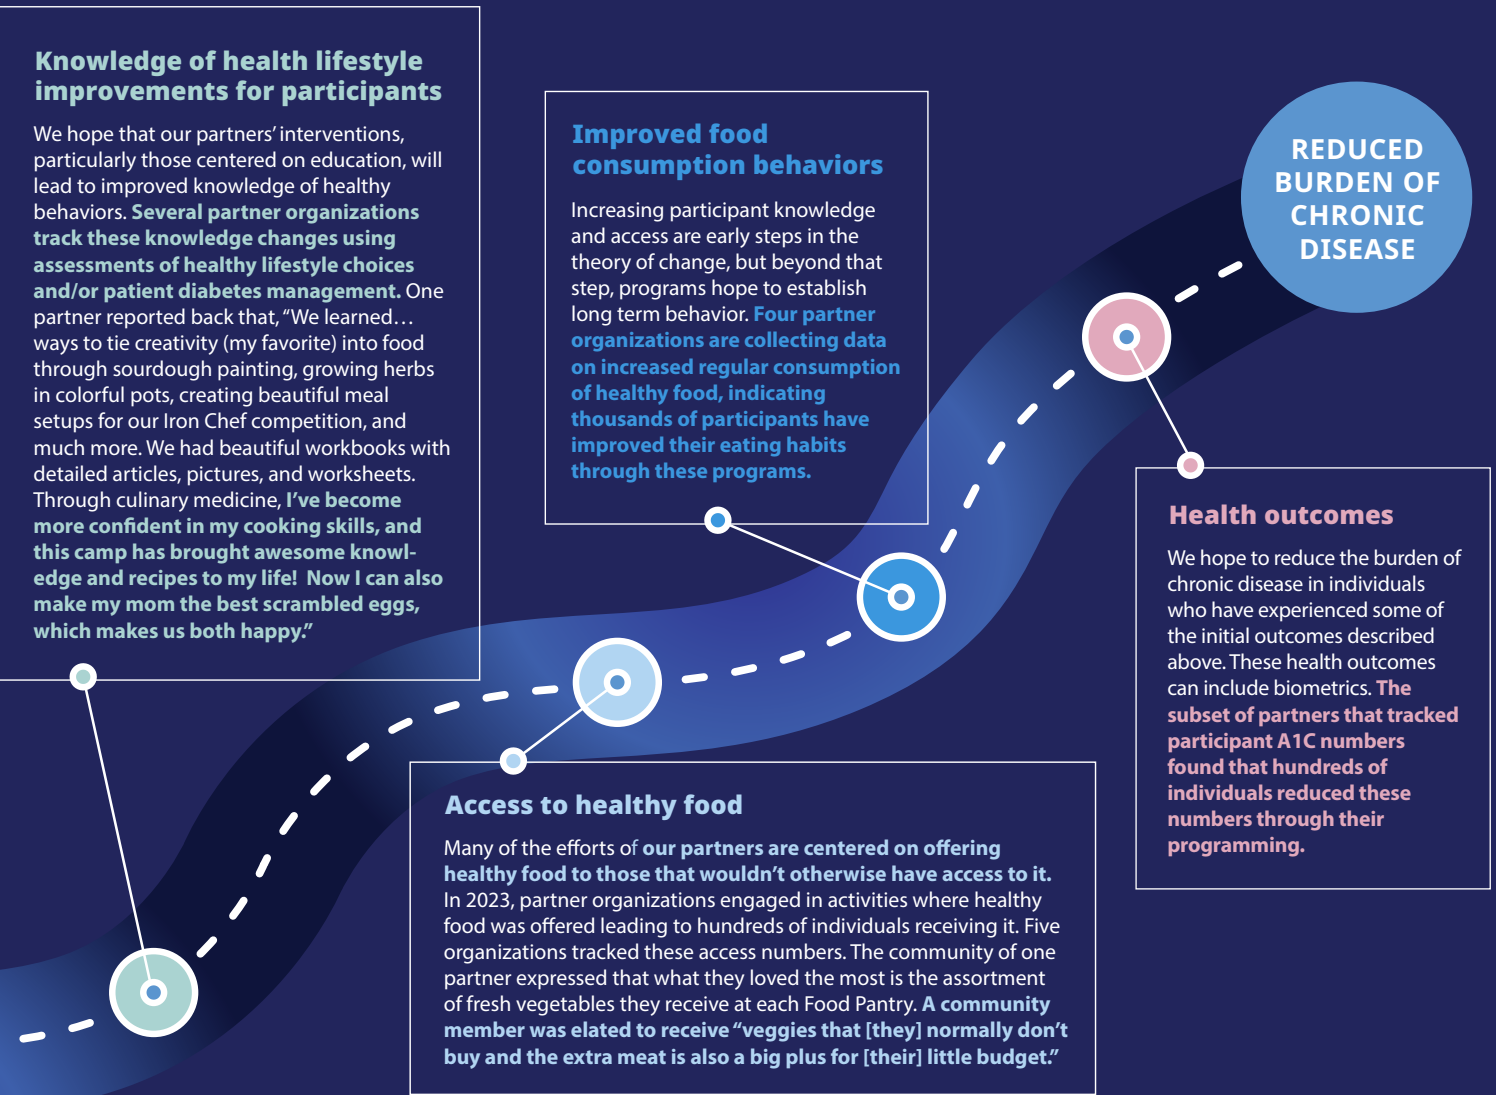 Knowledge of health lifestyle
improvements for participants
We hope that our partners’ interventions,
particularly those centered on education, will
lead to improved knowledge of healthy
behaviors. Several partner organizations
track these knowledge changes using
assessments of healthy lifestyle choices
and/or patient diabetes management. One
partner reported back that, “We learned…
ways to tie creativity (my favorite) into food
through sourdough painting, growing herbs
in colorful pots, creating beautiful meal
setups for our Iron Chef competition, and
much more. We had beautiful workbooks with
detailed articles, pictures, and worksheets.
Through culinary medicine, I’ve become
more confident in my cooking skills, and
this camp has brought awesome knowl-
edge and recipes to my life! Now I can also
make my mom the best scrambled eggs,
which makes us both happy.”
Access to healthy food
Many of the efforts of our partners are centered on offering
healthy food to those that wouldn’t otherwise have access to it.
In 2023, partner organizations engaged in activities where healthy
food was offered leading to hundreds of individuals receiving it. Five
organizations tracked these access numbers. The community of one
partner expressed that what they loved the most is the assortment
of fresh vegetables they receive at each Food Pantry. A community
member was elated to receive “veggies that [they] normally don’t
buy and the extra meat is also a big plus for [their] little budget.”
Improved food
consumption behaviors
Increasing participant knowledge
and access are early steps in the
theory of change, but beyond that
step, programs hope to establish
long term behavior. Four partner
organizations are collecting data
on increased regular consumption
of healthy food, indicating
thousands of participants have
improved their eating habits
through these programs.
Health outcomes
We hope to reduce the burden of
chronic disease in individuals
who have experienced some of
the initial outcomes described
above. These health outcomes
can include biometrics. The
subset of partners that tracked
participant A1C numbers
found that hundreds of
individuals reduced these
numbers through their
programming.
REDUCED
BURDEN OF
CHRONIC
DISEASE